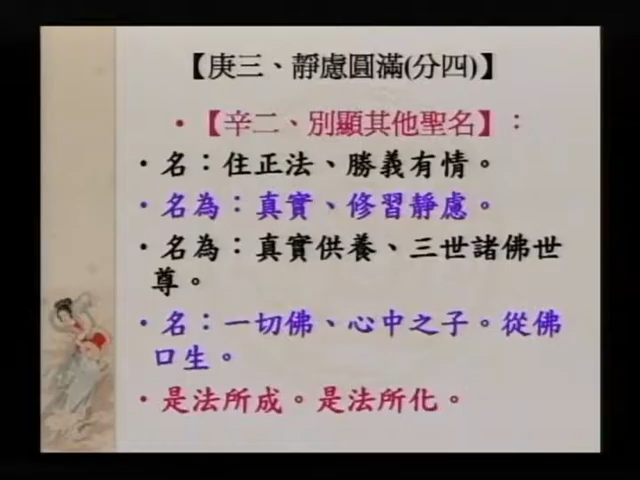 【庚三、靜慮圓滿(分四)】
•【辛二、別顯其他聖名】：
•名：住正法、勝義有情。
•名為：真實、修習靜慮。
•名為：真實供養、三世諸佛世
尊。
•名：一切佛、心中之子。從佛
口生。
•是法所成。是法所化。